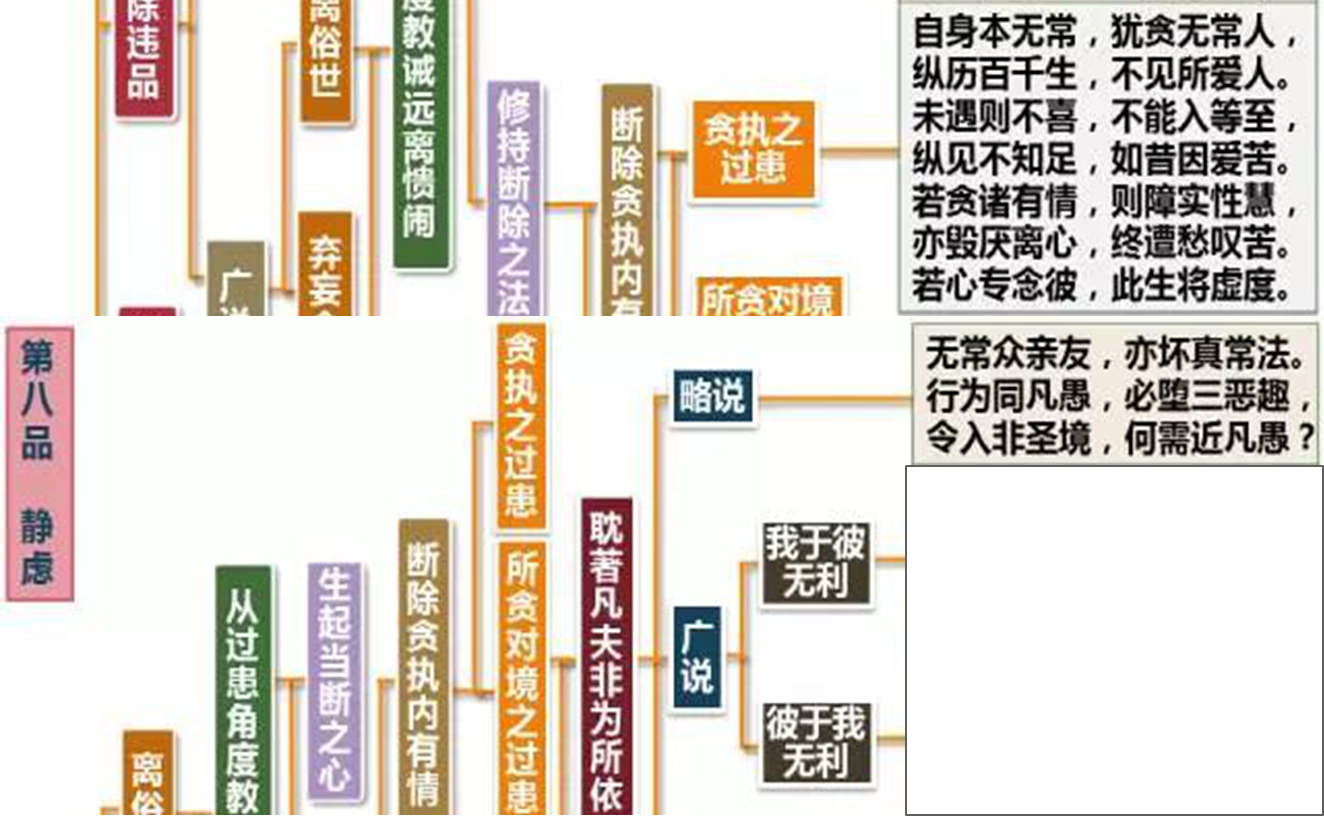 除违品
离俗世
度教诫远离愦闹
修持断除之法
断除贪执内有
贪执之
过患
自身本无常，犹贪无常人，
纵历百千生，不见所爱人。
未遇则不喜，不能入等至，
纵见不知足，如昔因爱苦。
若贪诸有情，则障实性慧，
亦毁厌离心，终遭愁叹苦。
若心专念彼，此生将虚度。
广说
弃妄
所贪对境
第八品 静虑
贪执之过患
略说
无常众亲友，亦坏真常法。
行为同凡愚，必堕三恶趣，
令入非圣境，何需近凡愚？
离俗
从过患角度教
生起当断之心
断除贪执内有情
所贪对境之过患
耽著凡夫非为所依
广说
我于彼
无利
彼于我
无利